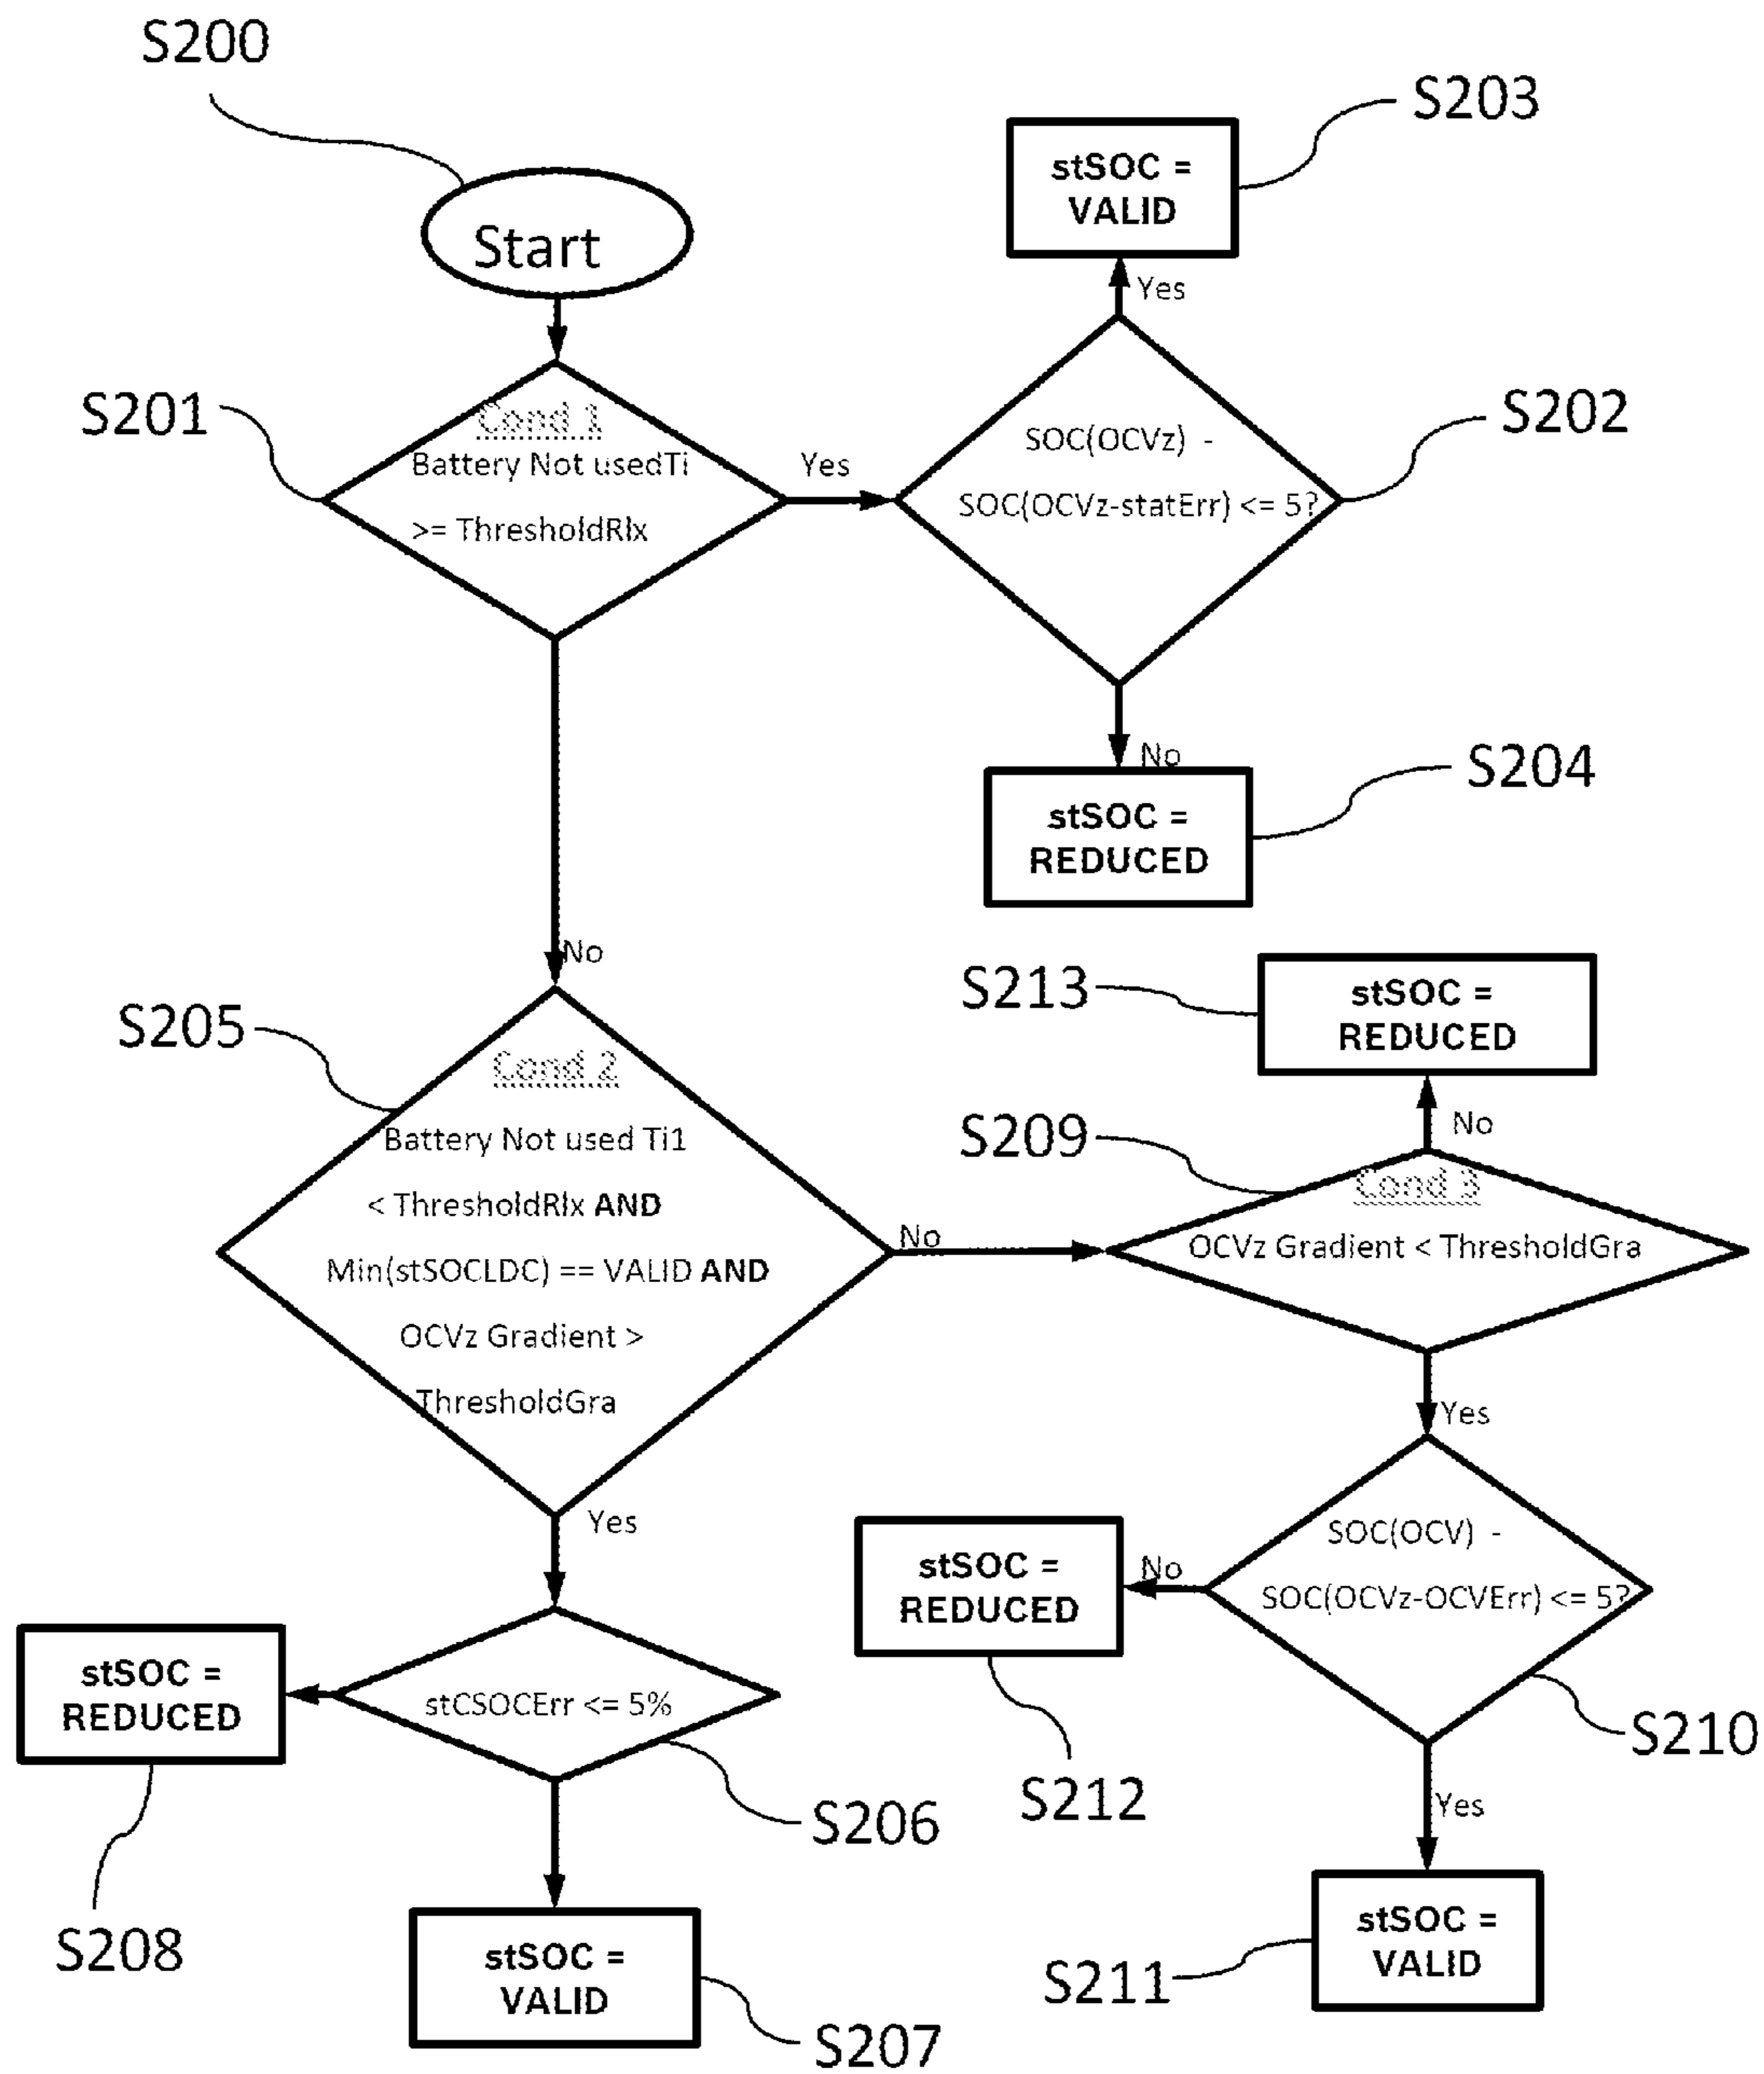 S200
Start
S201
Cond 1
Battery Not usedTi
>= ThresholdRlx
Yes
S203
stSOC =
VALID
Yes
S202
SOC(OCVz) -
SOC(OCVz-statErr) <= 5?
No
S204
stSOC =
REDUCED
No
S205
Cond 2
Battery Not used Ti1
< ThresholdRlx AND
Min(stSOCLDC) == VALID AND
OCVz Gradient >
ThresholdGra
No
S213
stSOC =
REDUCED
No
S209
Cond 3
OCVz Gradient < ThresholdGra
Yes
SOC(OCV) -
SOC(OCVz-OCVErr) <= 5?
S210
No
stSOC =
REDUCED
S212
Yes
stSOC =
VALID
S211
Yes
stCSOCErr <= 5%
S206
stSOC =
REDUCED
S208
stSOC =
VALID
S207